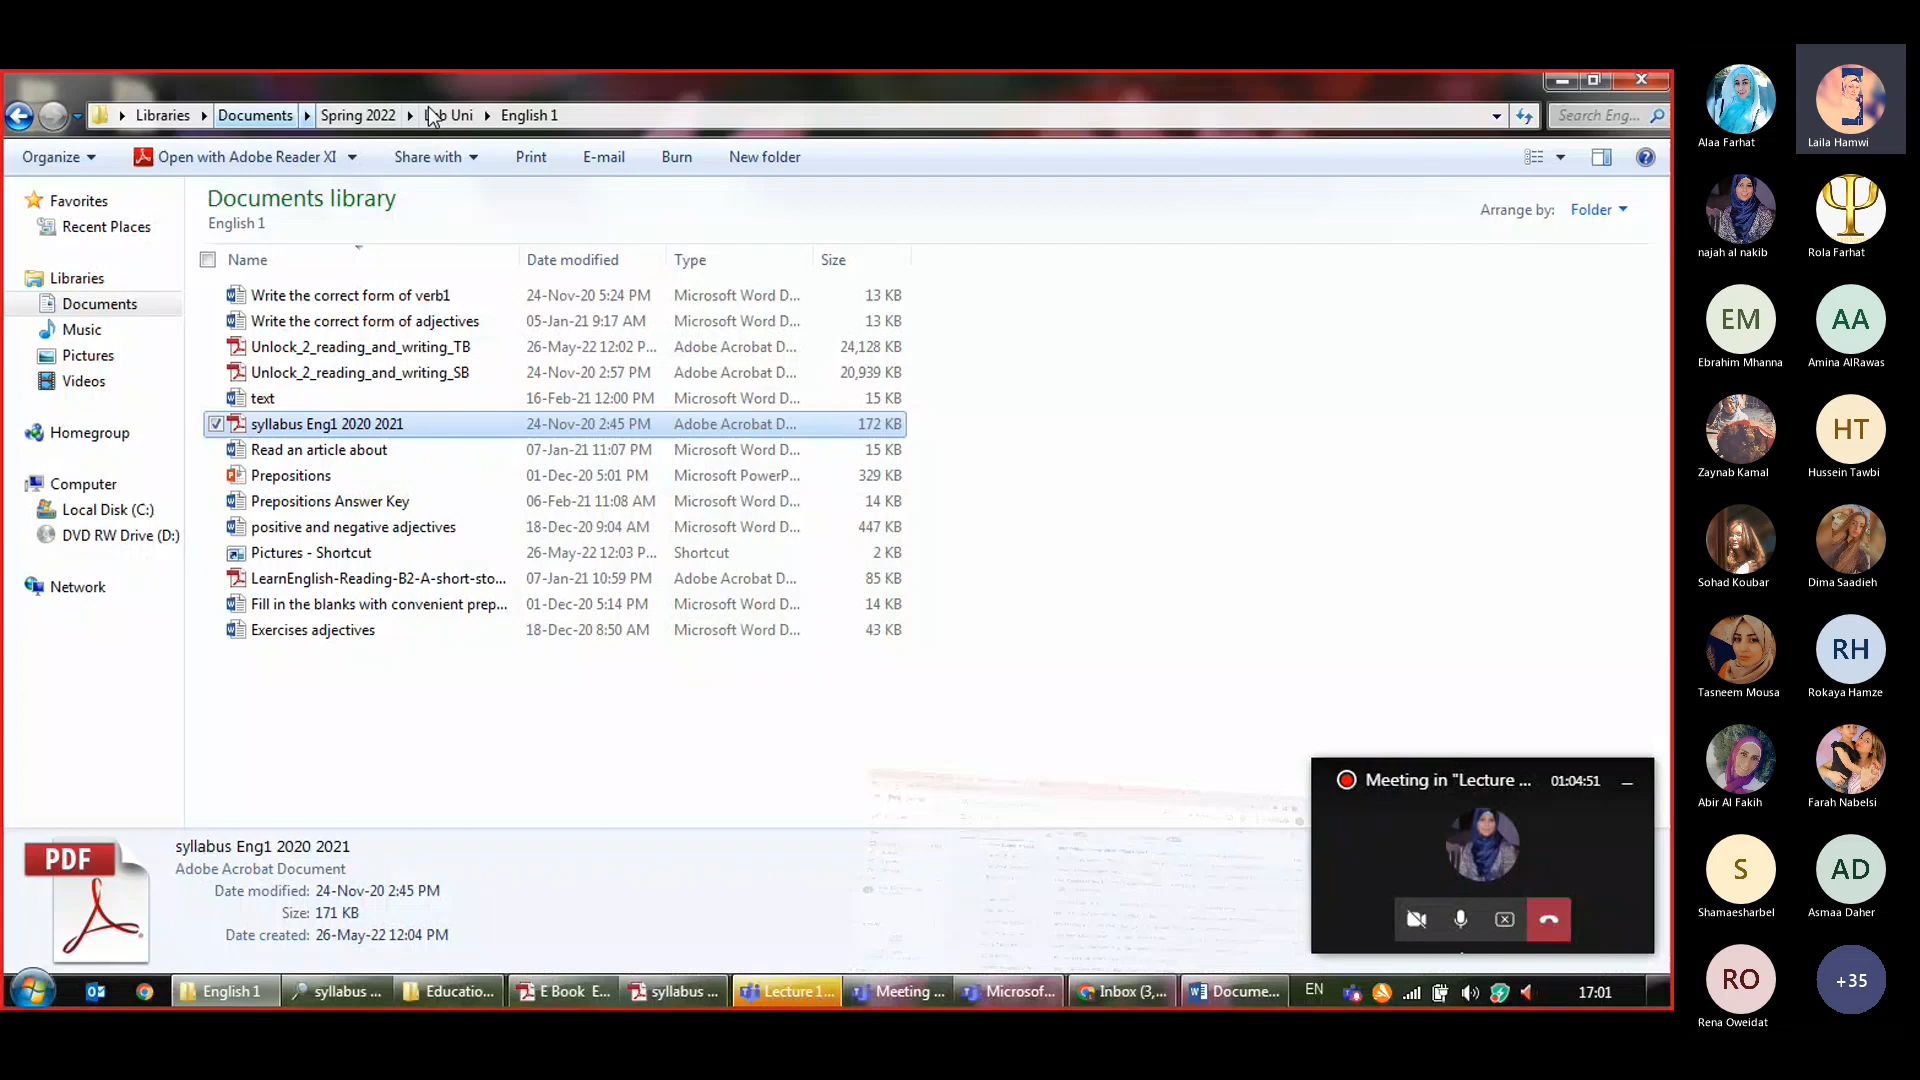 Libraries Documents Spring 2022 Uni English 1
Search Eng...
Organize Open with Adobe Reader XI Share with Print E-mail Burn New folder
Favorites
Recent Places
Libraries
Documents
Music
Pictures
Videos
Homegroup
Computer
Local Disk (C:)
DVD RW Drive (D:)
Network
Documents library
English 1
Arrange by: Folder
Name Date modified Type Size
Write the correct form of verb1 24-Nov-20 5:24 PM Microsoft Word D... 13 KB
Write the correct form of adjectives 05-Jan-21 9:17 AM Microsoft Word D... 13 KB
Unlock_2_reading_and_writing_TB 26-May-22 12:02 P... Adobe Acrobat D... 24,128 KB
Unlock_2_reading_and_writing_SB 24-Nov-20 2:57 PM Adobe Acrobat D... 20,939 KB
text 16-Feb-21 12:00 PM Microsoft Word D... 15 KB
syllabus Eng1 2020 2021 24-Nov-20 2:45 PM Adobe Acrobat D... 172 KB
Read an article about 07-Jan-21 11:07 PM Microsoft Word D... 15 KB
Prepositions 01-Dec-20 5:01 PM Microsoft PowerP... 329 KB
Prepositions Answer Key 06-Feb-21 11:08 AM Microsoft Word D... 14 KB
positive and negative adjectives 18-Dec-20 9:04 AM Microsoft Word D... 447 KB
Pictures - Shortcut 26-May-22 12:03 P... Shortcut 2 KB
LearnEnglish-Reading-B2-A-short-sto... 07-Jan-21 10:59 PM Adobe Acrobat D... 85 KB
Fill in the blanks with convenient prep... 01-Dec-20 5:14 PM Microsoft Word D... 14 KB
Exercises adjectives 18-Dec-20 8:50 AM Microsoft Word D... 43 KB
PDF
syllabus Eng1 2020 2021
Adobe Acrobat Document
Date modified: 24-Nov-20 2:45 PM
Size: 171 KB
Date created: 26-May-22 12:04 PM
Meeting in "Lecture ... 01:04:51
English 1 syllabus ... Educatio... E Book E... syllabus ... Lecture 1... Meeting ... Microsof... Inbox (3,... Docume... EN 17:01
Alaa Farhat
Laila Hamwi
najah al nakib
Rola Farhat
EM
Ebrahim Mhanna
AA
Amina AlRawas
Zaynab Kamal
HT
Hussein Tawbi
Sohad Koubar
Dima Saadieh
Tasneem Mousa
RH
Rokaya Hamze
Abir Al Fakih
Farah Nabelsi
S
Shamaesharbel
AD
Asmaa Daher
RO
Rena Oweidat
+35